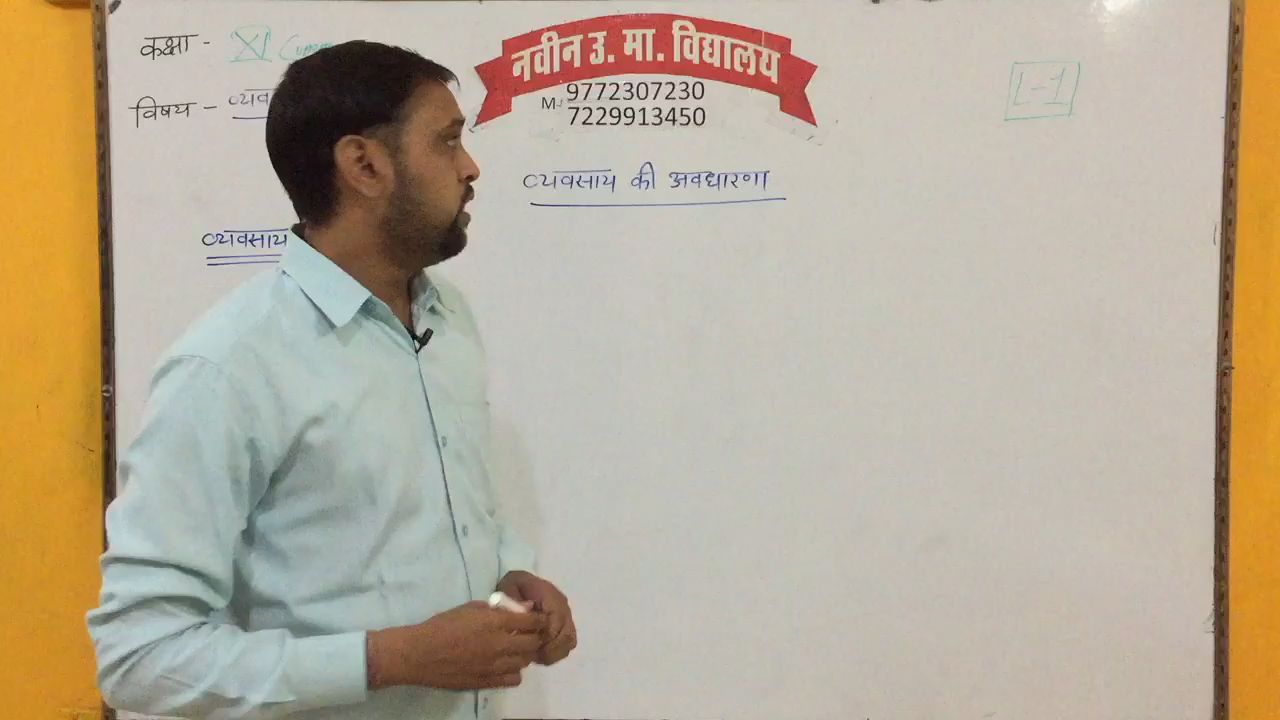 कक्षा - XI
नवीन उ. मा. विद्यालय
M.: 9772307230
7229913450
L-1
विषय -
व्यवसाय की अवधारणा
व्यवसाय